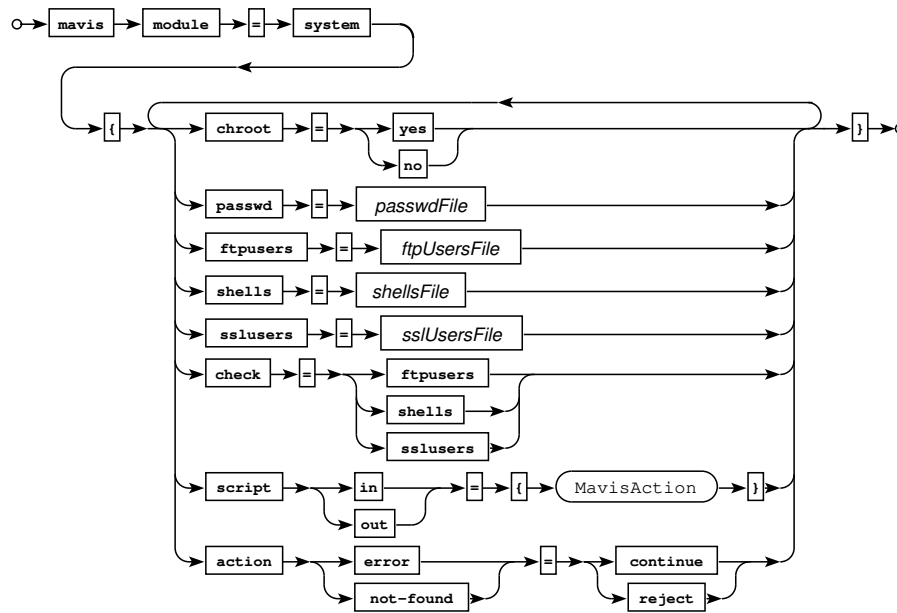 mavis module = system
{ chroot = yes }
no
passwd = passwdFile
ftpusers = ftpUsersFile
shells = shellsFile
sslusers = sslUsersFile
check = ftpusers
shells
sslusers
script in = { MavisAction }
out
action error = continue
not-found reject